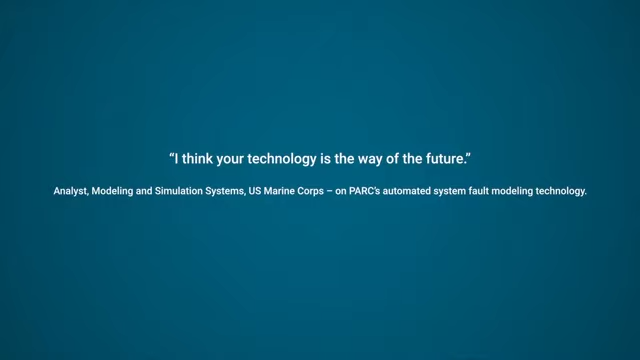 “I think your technology is the way of the future.”
Analyst, Modeling and Simulation Systems, US Marine Corps – on PARC’s automated system fault modeling technology.